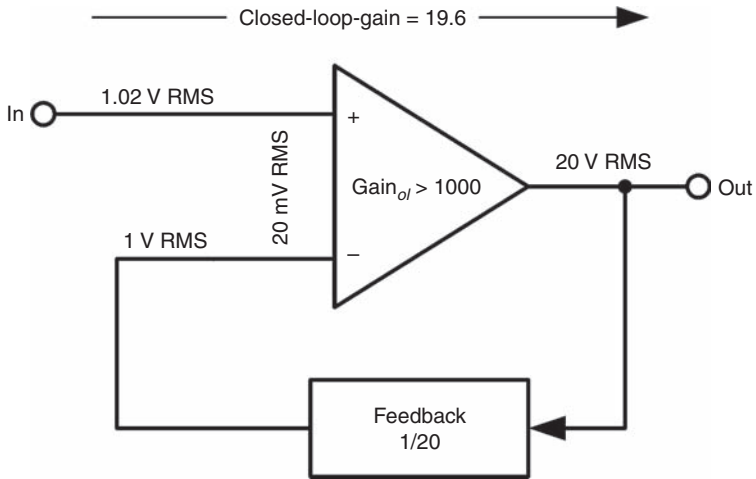 Closed-loop-gain = 19.6
In
1.02 V RMS
+
20 mV RMS
Gainol > 1000
20 V RMS
Out
1 V RMS
–
Feedback
1/20